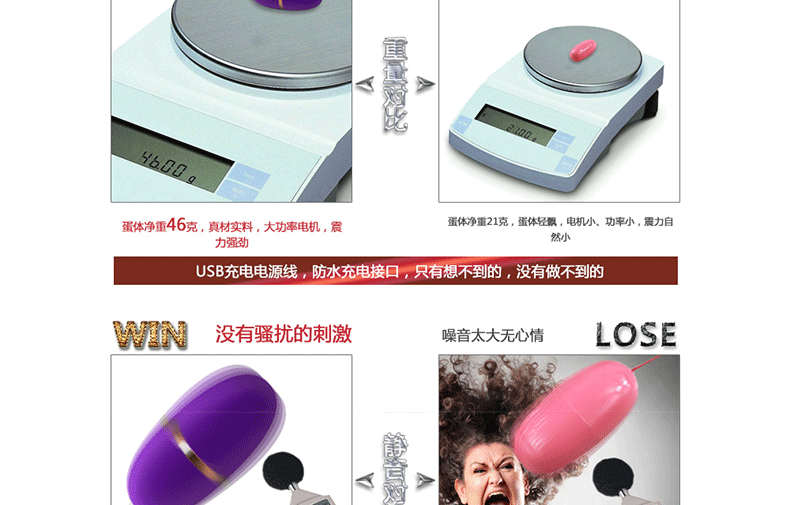 重量对比
46.00 g
21.00 g
蛋体净重46克，真材实料，大功率电机，震
力强劲
蛋体净重21克，蛋体轻飘，电机小、功率小，震力自
然小
USB充电电源线，防水充电接口，只有想不到的，没有做不到的
WIN
没有骚扰的刺激
噪音太大无心情
LOSE
静音对